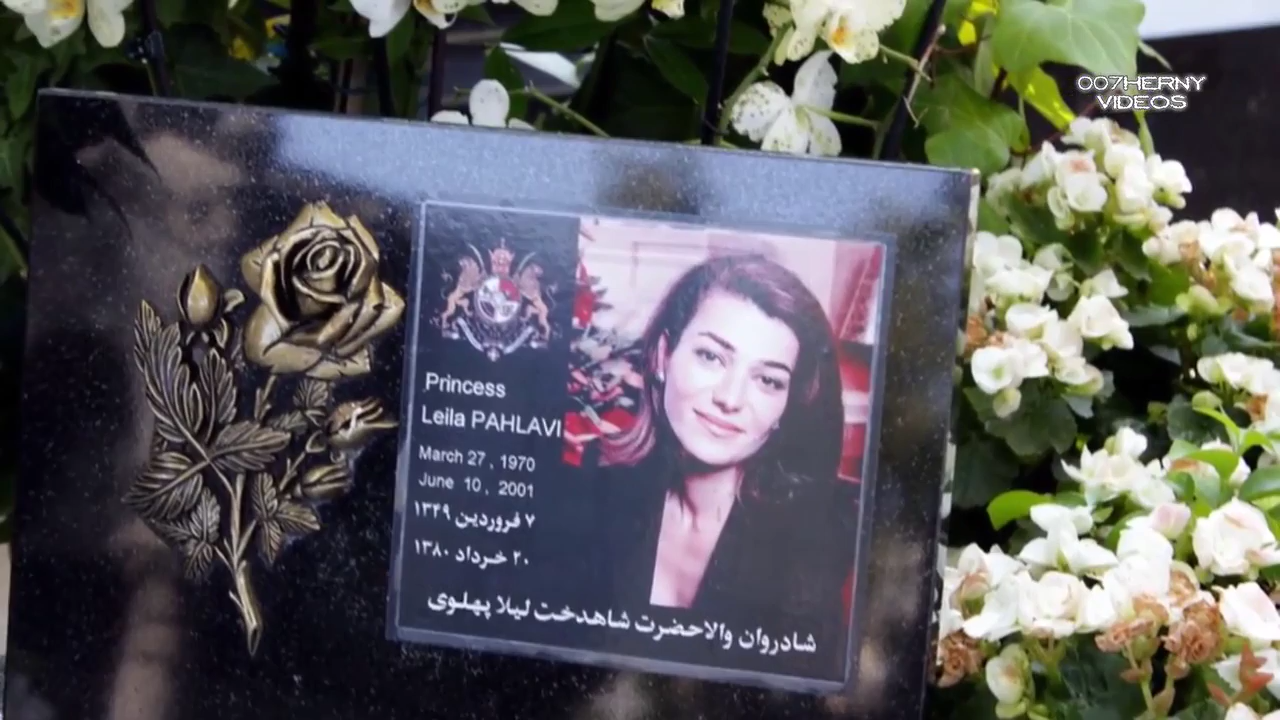 007HERNY
VIDEOS
Princess
Leila PAHLAVI
March 27 , 1970
June 10 , 2001
۷ فروردین ۱۳۴۹
۲۰ خرداد ۱۳۸۰
شادروان والاحضرت شاهدخت لیلا پهلوی